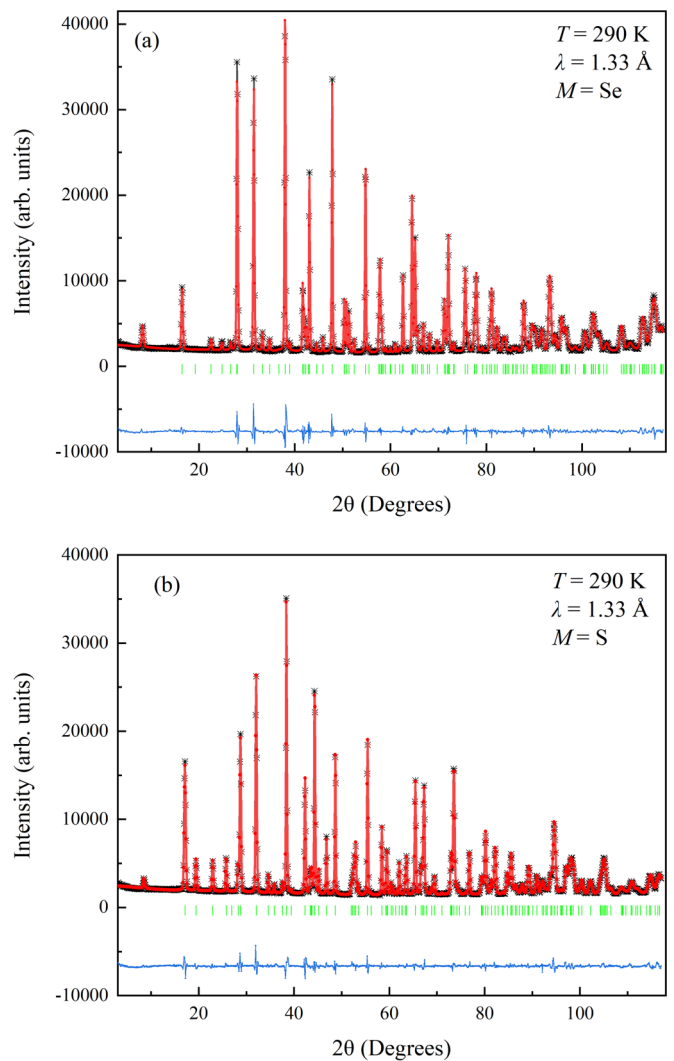 (a)
T = 290 K
λ = 1.33 Å
M = Se
40000
30000
20000
10000
0
-10000
Intensity (arb. units)
20 40 60 80 100
2θ (Degrees)
(b)
T = 290 K
λ = 1.33 Å
M = S
40000
30000
20000
10000
0
-10000
Intensity (arb. units)
20 40 60 80 100
2θ (Degrees)